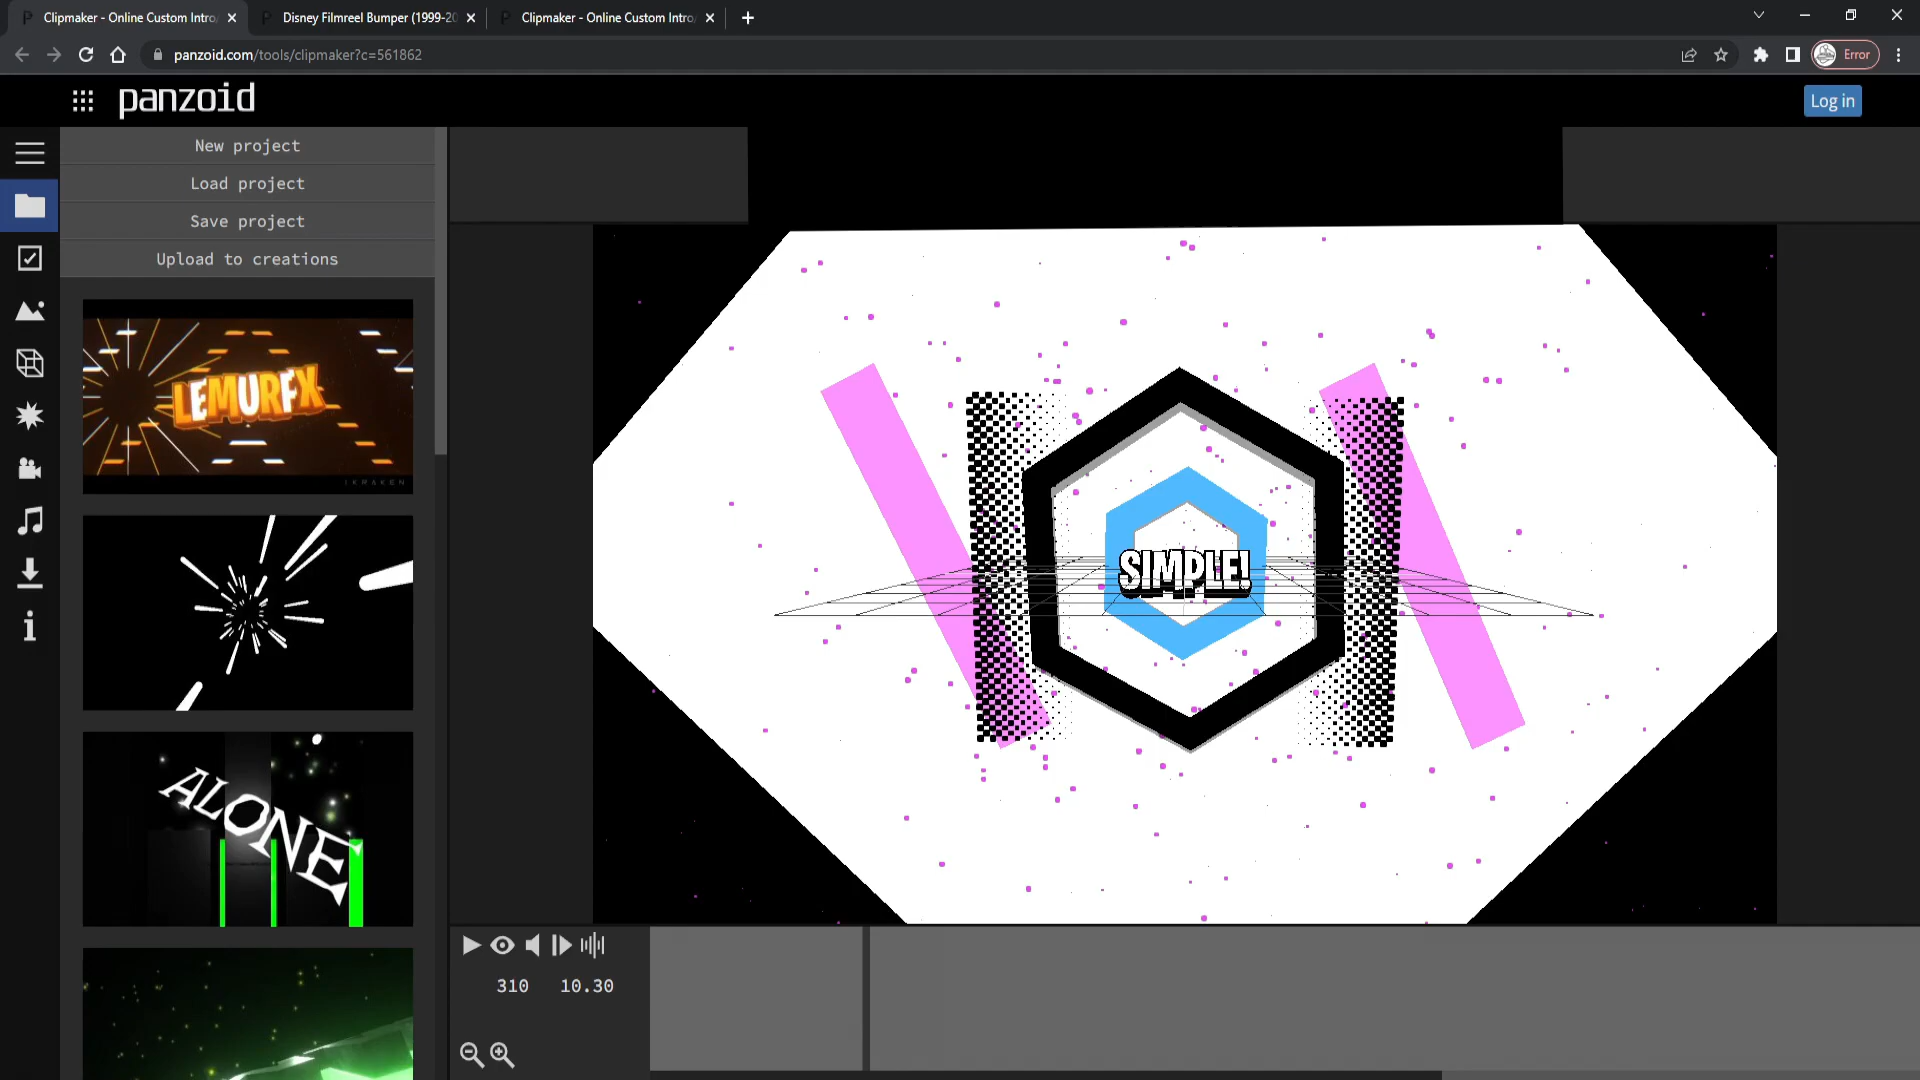 Clipmaker - Online Custom Intro
Disney Filmreel Bumper (1999-20
Clipmaker - Online Custom Intro
panzoid.com/tools/clipmaker?c=561862
Error
panzoid
Log in
New project
Load project
Save project
Upload to creations
LEMURFX
IKRAKEN
ALONE
SIMPLE!
310 10.30